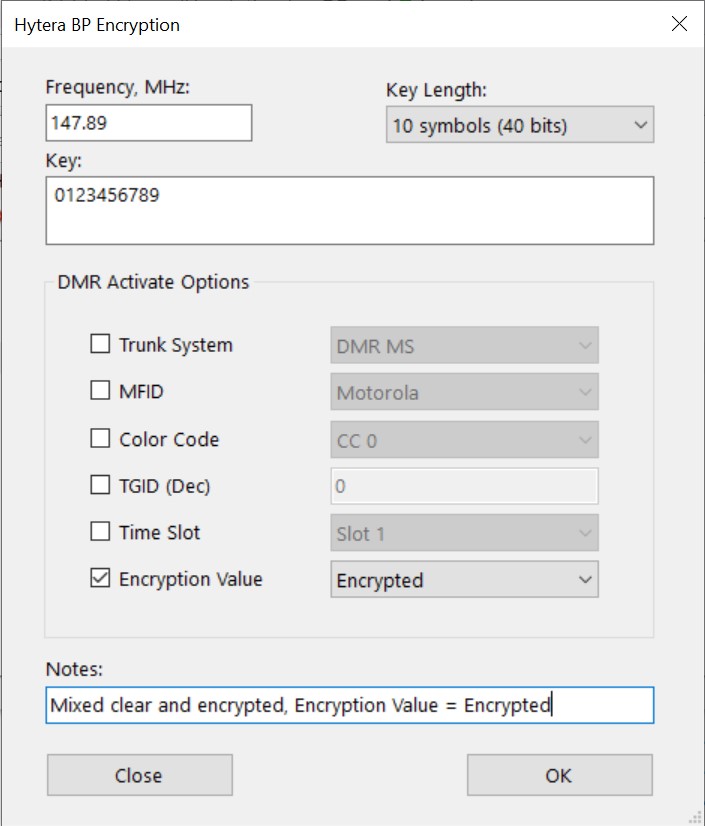 Hytera BP Encryption
Frequency, MHz:
Key Length:
147.89
10 symbols (40 bits)
Key:
0123456789
DMR Activate Options
Trunk System
DMR MS
MFID
Motorola
Color Code
CC 0
TGID (Dec)
0
Time Slot
Slot 1
Encryption Value
Encrypted
Notes:
Mixed clear and encrypted, Encryption Value = Encrypted
Close
OK